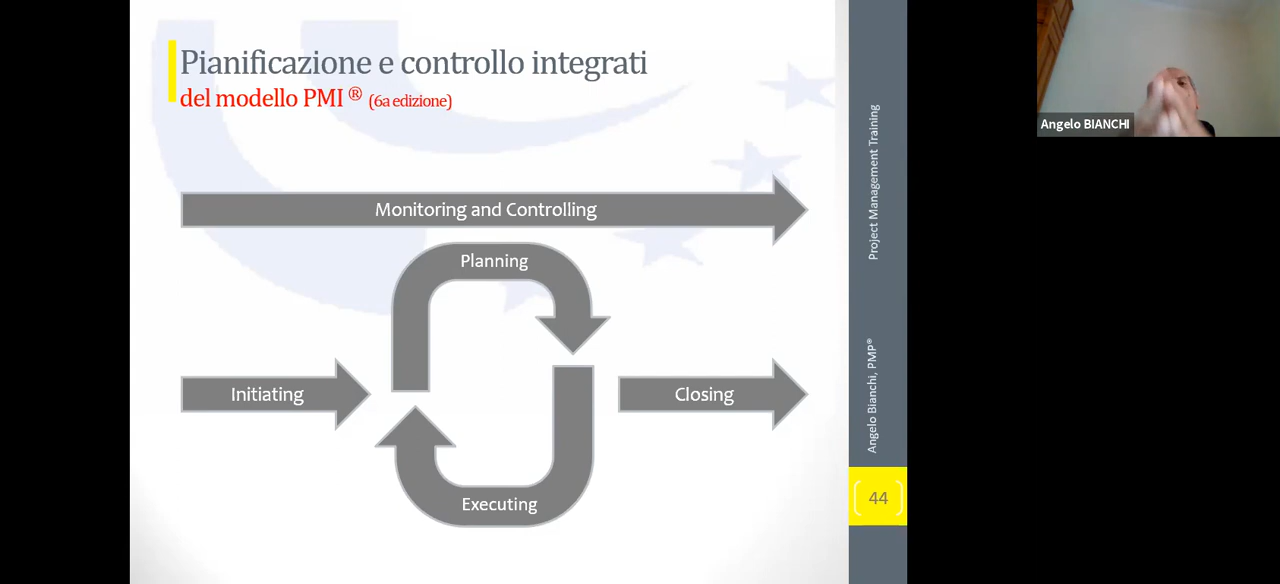 Pianificazione e controllo integrati
del modello PMI ® (6a edizione)
Monitoring and Controlling
Planning
Initiating
Closing
Executing
Project Management Training
Angelo Bianchi, PMP®
44
Angelo BIANCHI